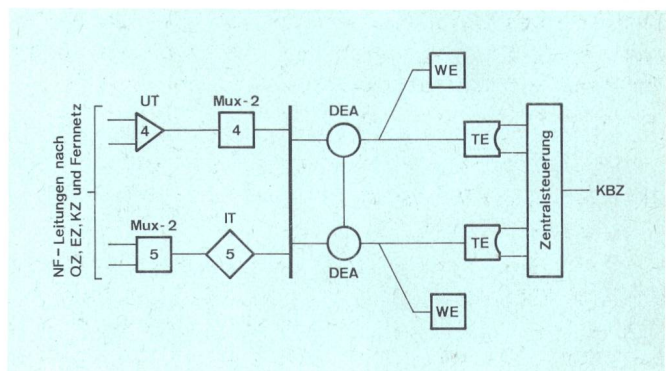 WE
UT
Mux-2
DEA
4
4
TE
NF-Leitungen nach
OZ, EZ, KZ und Fernnetz
Zentralsteuerung
KBZ
Mux-2
IT
5
5
TE
DEA
WE